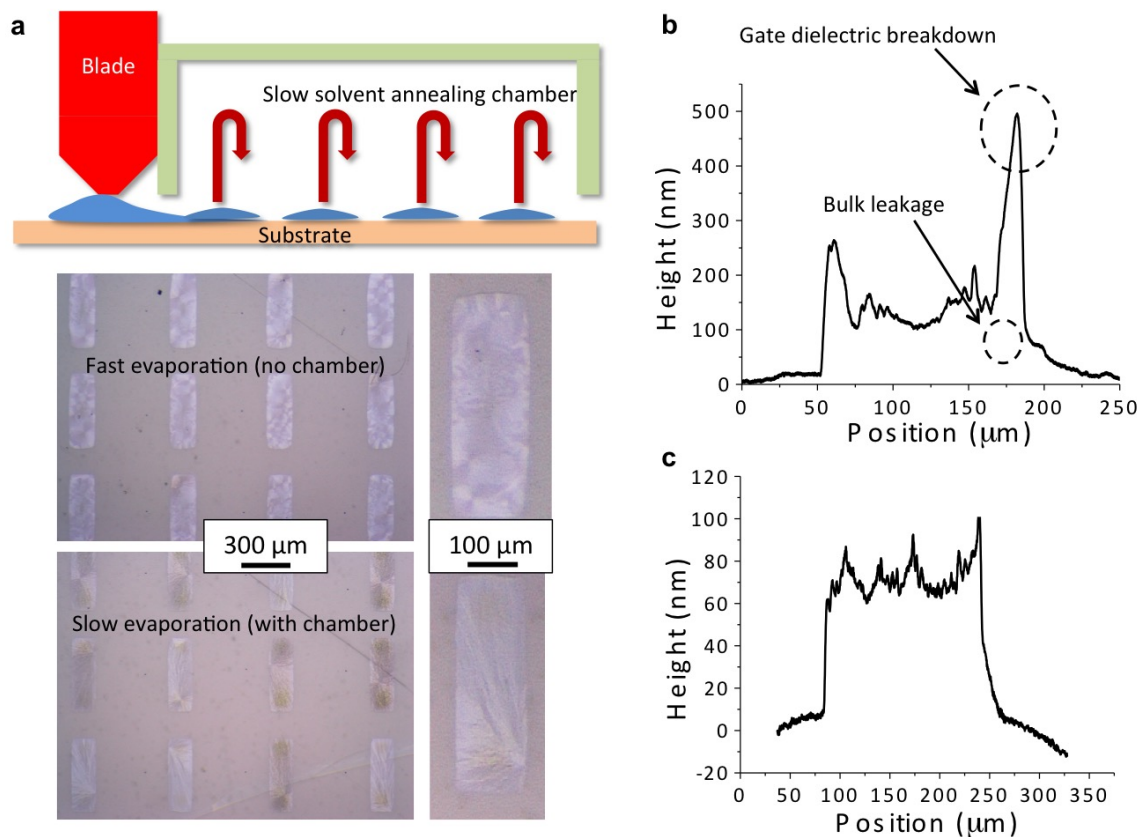 a
Blade
Slow solvent annealing chamber
Substrate
Fast evaporation (no chamber)
300 μm
100 μm
Slow evaporation (with chamber)
b
Gate dielectric breakdown
Bulk leakage
Height (nm)
500
400
300
200
100
0
0 50 100 150 200 250
Position (μm)
c
Height (nm)
120
100
80
60
40
20
0
-20
0 50 100 150 200 250 300 350
Position (μm)